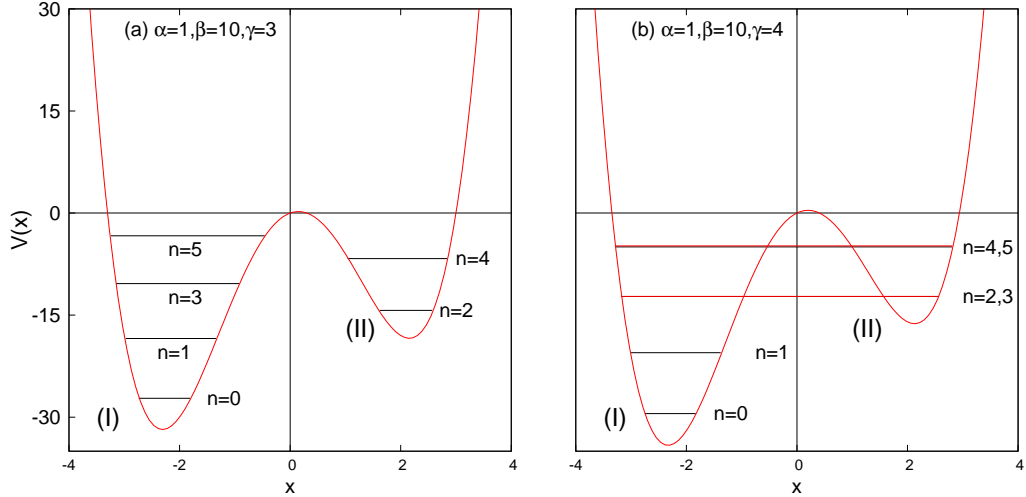 (a) α=1,β=10,γ=3
30
15
0
-15
-30
V(x)
n=5
n=4
n=3
n=2
(II)
n=1
n=0
(I)
-4
-2
0
2
4
x
(b) α=1,β=10,γ=4
n=4,5
n=2,3
(II)
n=1
n=0
(I)
-4
-2
0
2
4
x